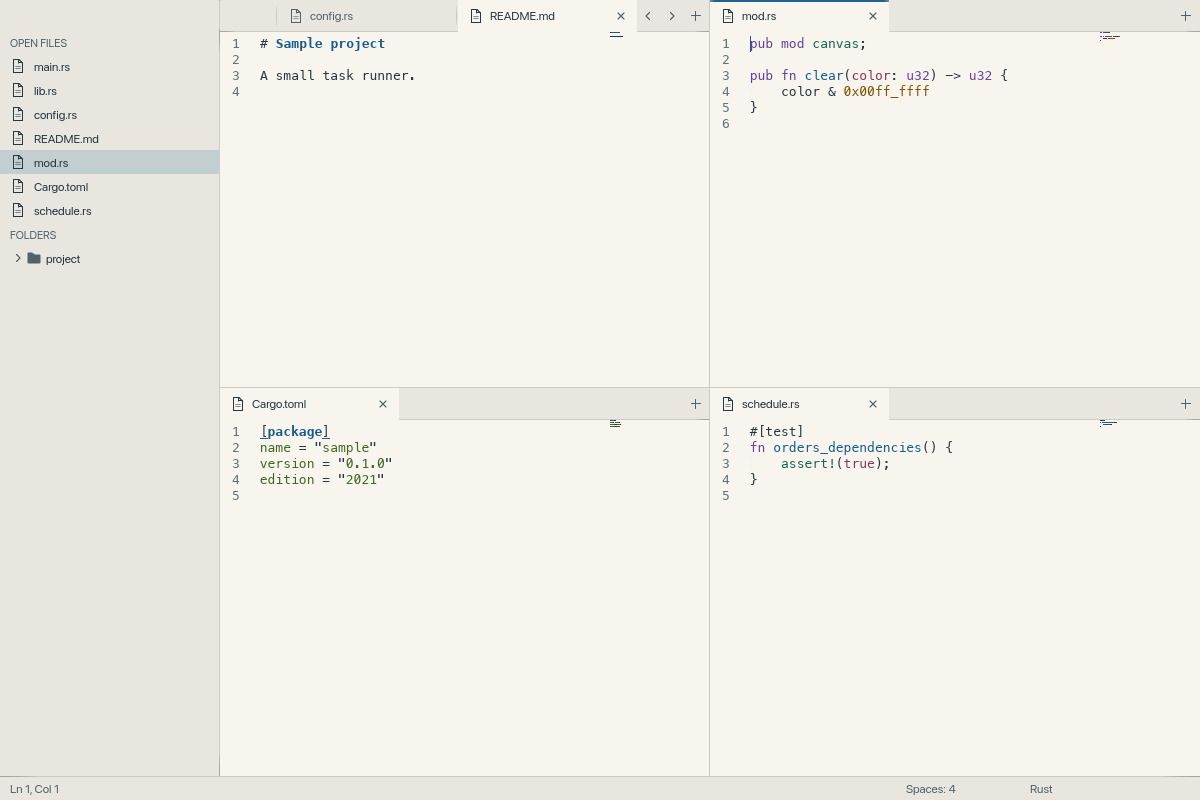 OPEN FILES
main.rs
lib.rs
config.rs
README.md
mod.rs
Cargo.toml
schedule.rs
FOLDERS
project
config.rs
README.md
1 # Sample project
2
3 A small task runner.
4
mod.rs
1 pub mod canvas;
2
3 pub fn clear(color: u32) -> u32 {
4     color & 0x00ff_ffff
5 }
6
Cargo.toml
1 [package]
2 name = "sample"
3 version = "0.1.0"
4 edition = "2021"
5
schedule.rs
1 #[test]
2 fn orders_dependencies() {
3     assert!(true);
4 }
5
Ln 1, Col 1
Spaces: 4
Rust